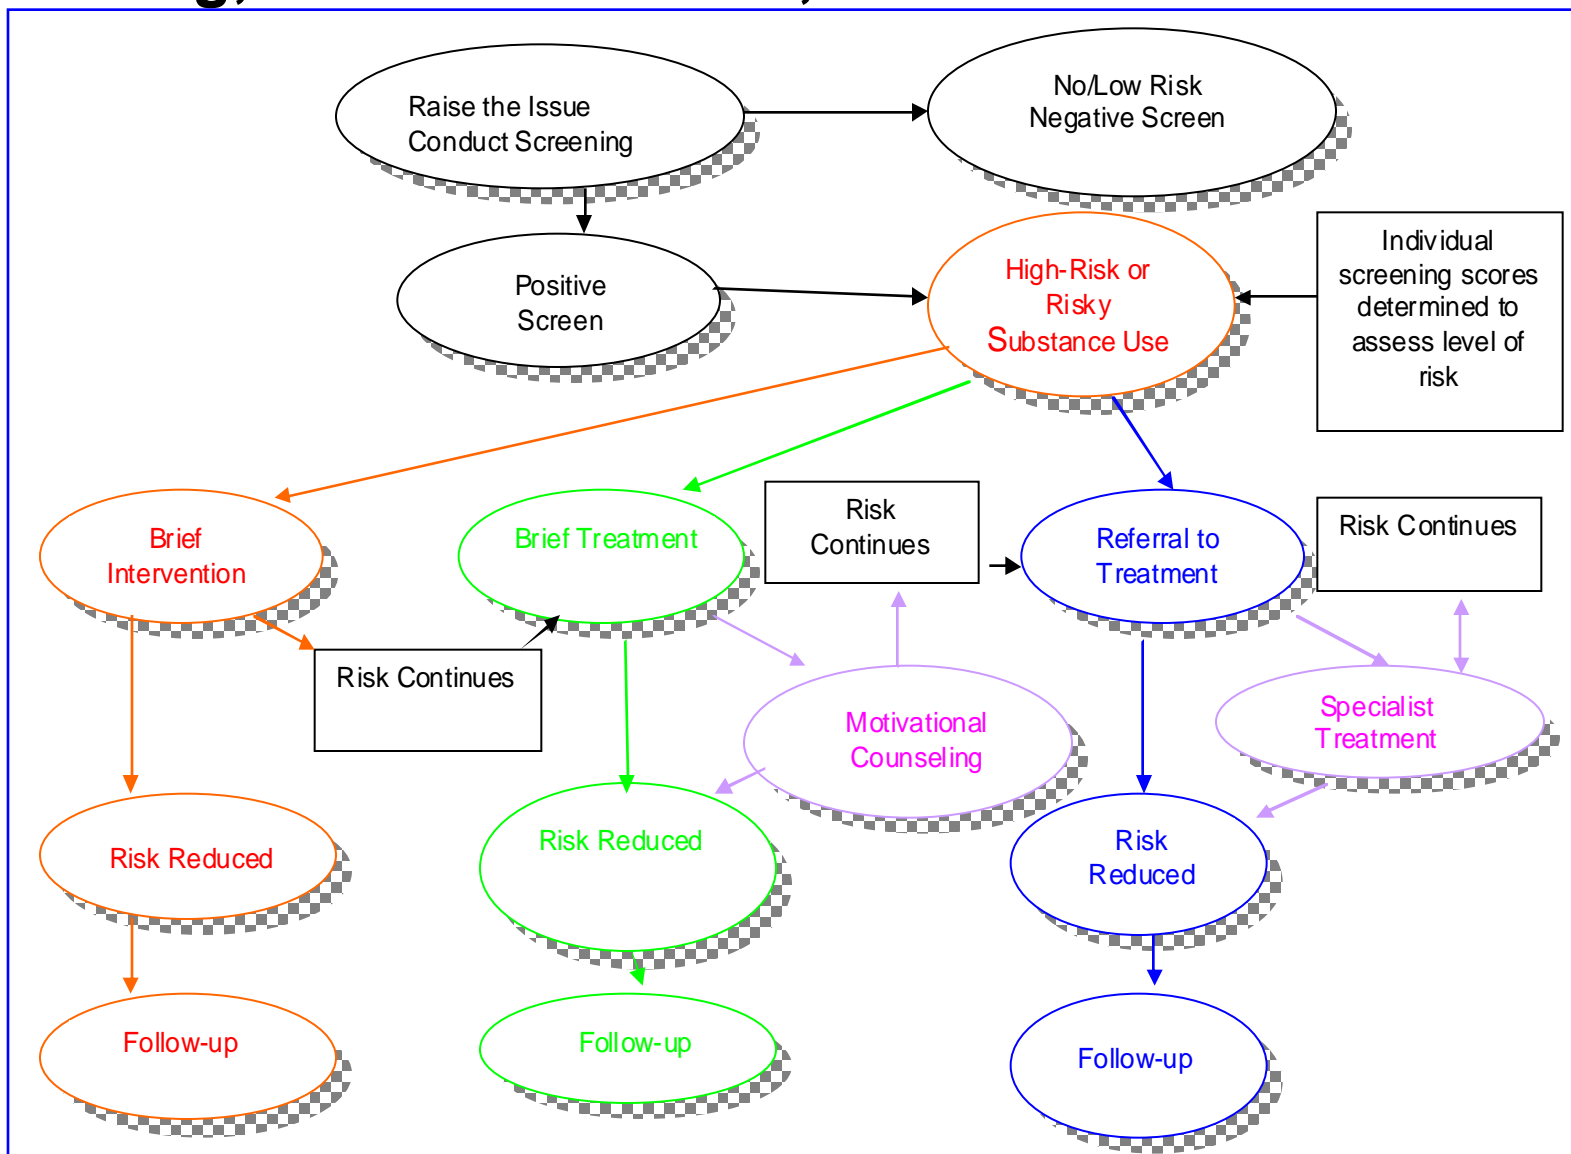 Raise the Issue
Conduct Screening
No/Low Risk
Negative Screen
Positive
Screen
High-Risk or
Risky
Substance Use
Individual
screening scores
determined to
assess level of
risk
Brief
Intervention
Brief Treatment
Risk
Continues
Referral to
Treatment
Risk Continues
Risk Continues
Motivational
Counseling
Specialist
Treatment
Risk Reduced
Risk Reduced
Risk
Reduced
Follow-up
Follow-up
Follow-up